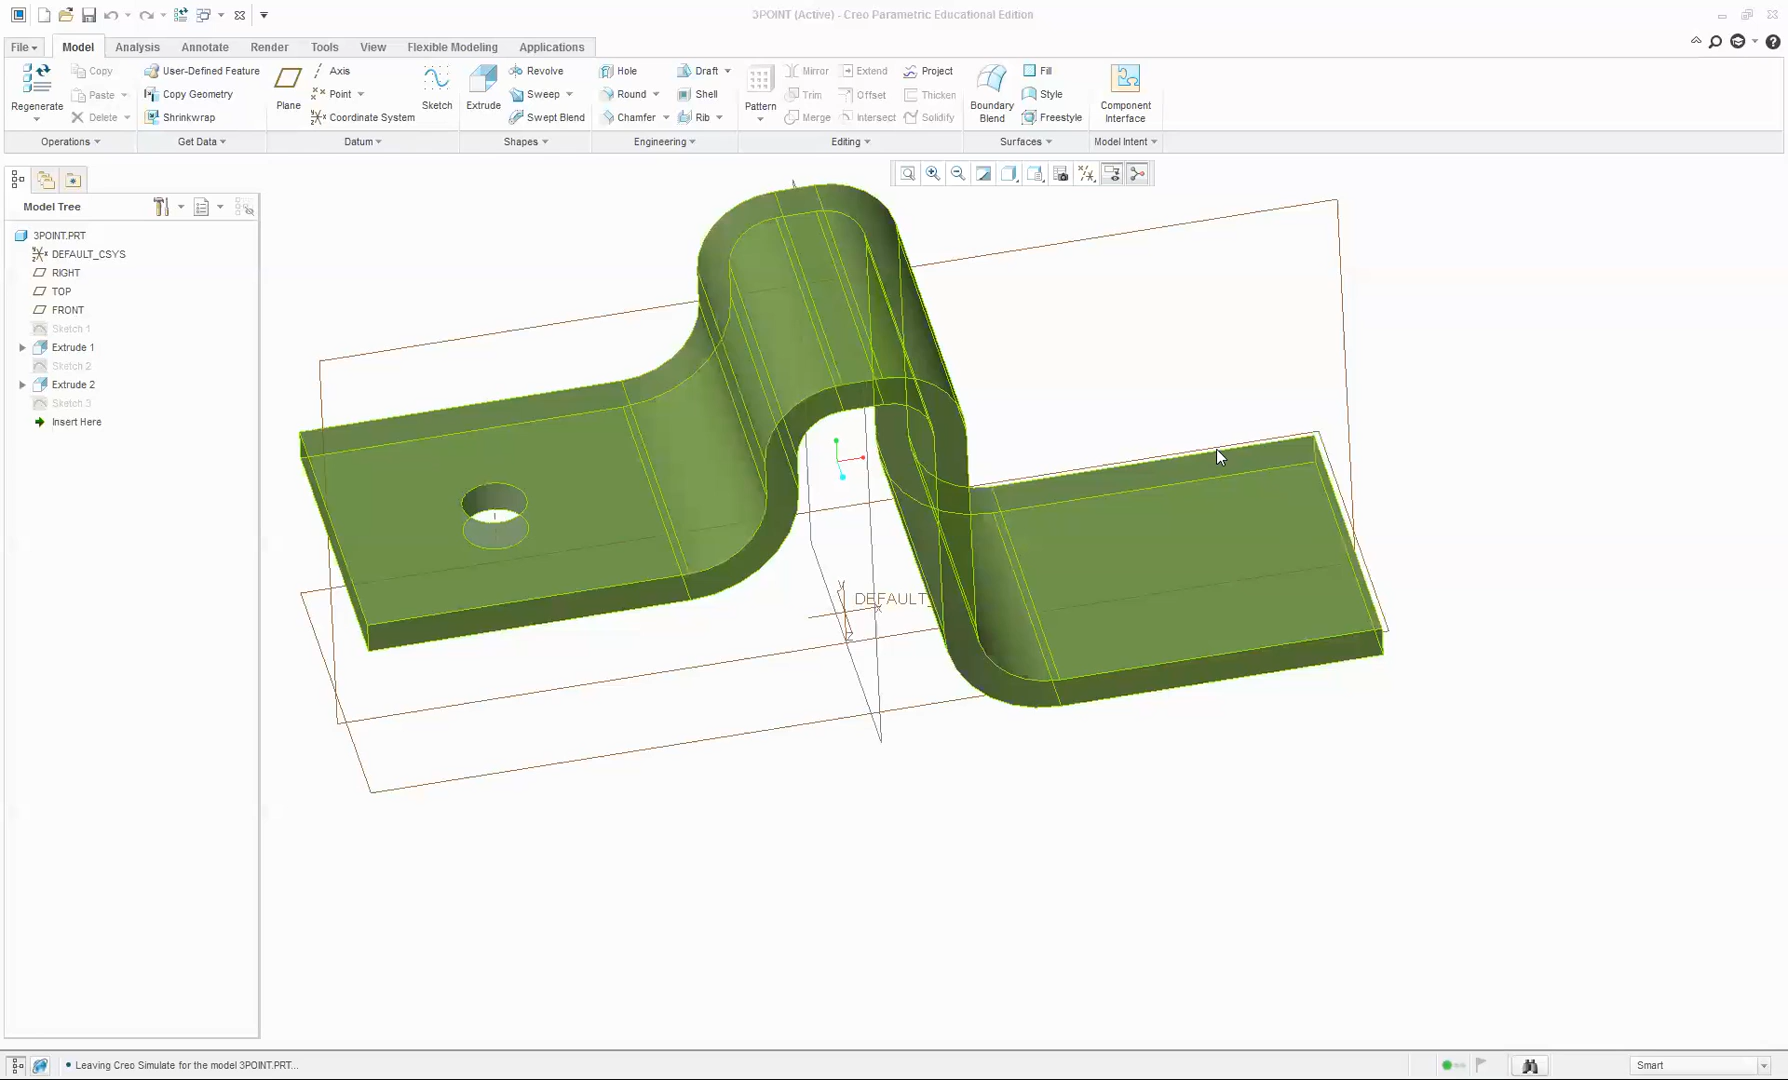 3POINT (Active) - Creo Parametric Educational Edition
File Model Analysis Annotate Render Tools View Flexible Modeling Applications
Regenerate
Copy
Paste
Delete
Operations
User-Defined Feature
Copy Geometry
Shrinkwrap
Get Data
Plane
Axis
Point
Coordinate System
Datum
Sketch
Extrude
Revolve
Sweep
Swept Blend
Shapes
Hole
Round
Chamfer
Draft
Shell
Rib
Engineering
Pattern
Mirror
Trim
Merge
Extend
Offset
Intersect
Project
Thicken
Solidify
Editing
Boundary
Blend
Fill
Style
Freestyle
Surfaces
Component
Interface
Model Intent
Model Tree
3POINT.PRT
DEFAULT_CSYS
RIGHT
TOP
FRONT
Sketch 1
Extrude 1
Sketch 2
Extrude 2
Sketch 3
Insert Here
DEFAULT_
Leaving Creo Simulate for the model 3POINT.PRT...
Smart